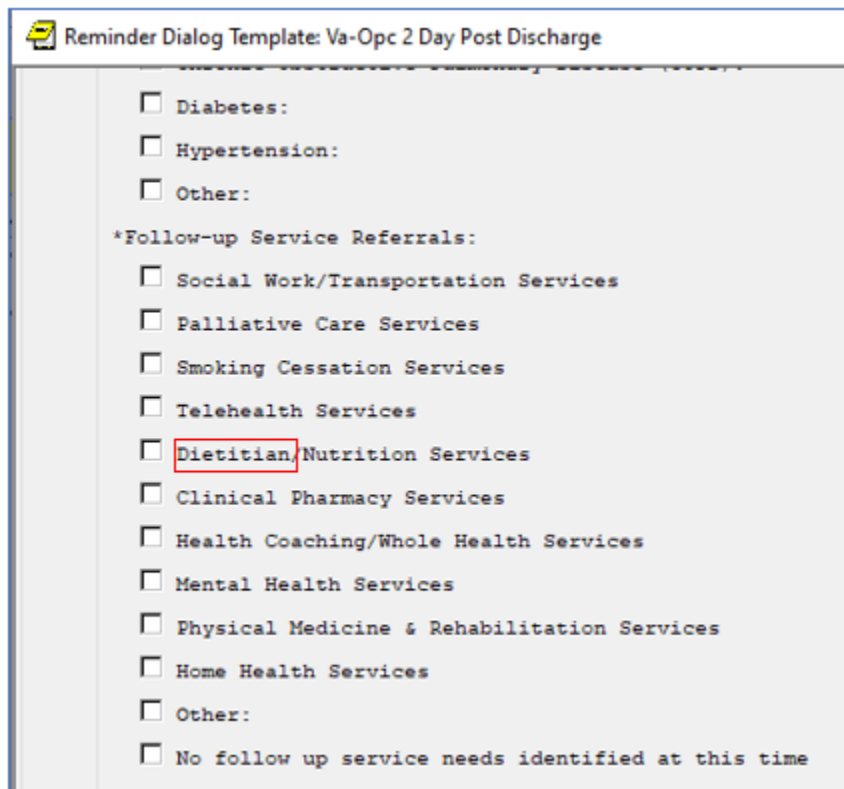 Reminder Dialog Template: Va-Opc 2 Day Post Discharge
Diabetes:
Hypertension:
Other:
*Follow-up Service Referrals:
Social Work/Transportation Services
Palliative Care Services
Smoking Cessation Services
Telehealth Services
Dietitian/Nutrition Services
Clinical Pharmacy Services
Health Coaching/Whole Health Services
Mental Health Services
Physical Medicine & Rehabilitation Services
Home Health Services
Other:
No follow up service needs identified at this time